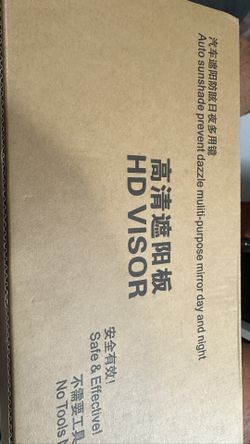 汽车遮阳防眩日夜多用镜
Auto sunshade prevent dazzle muliti-purpose mirror day and night
高清遮阳板
HD VISOR
安全有效!
Safe & Effective!
不需要工具
No Tools